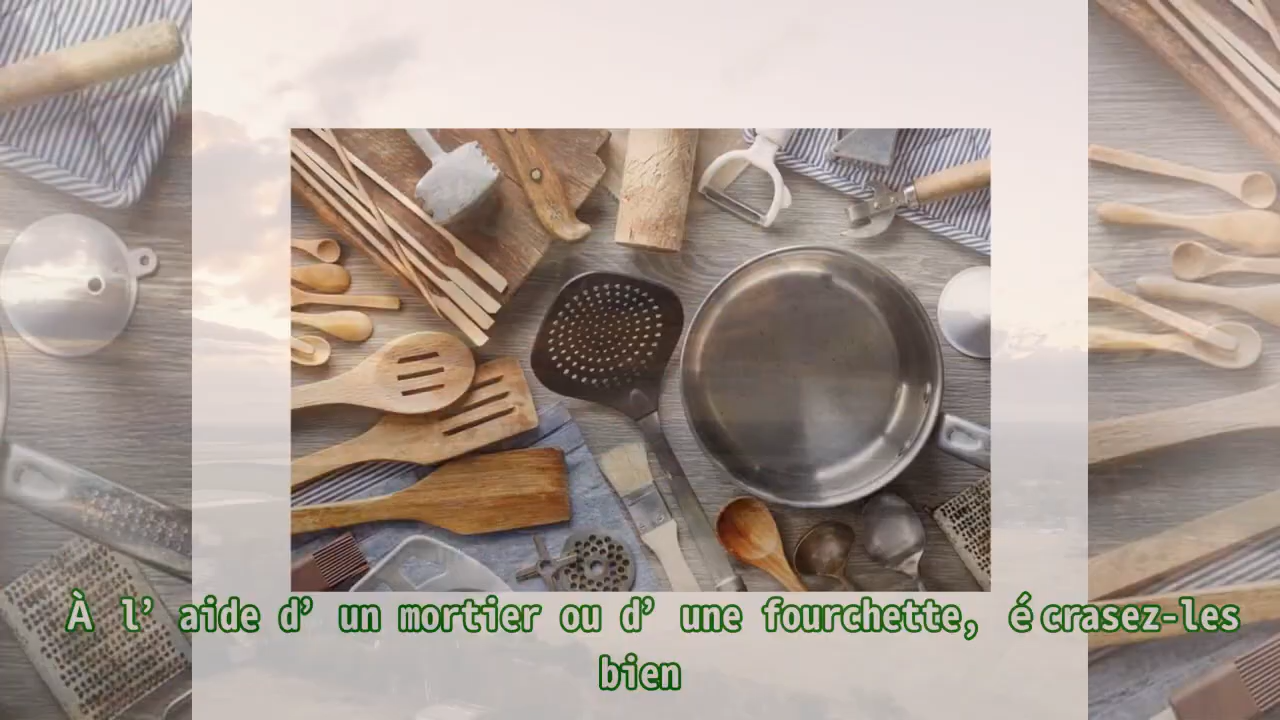 À l’ aide d’ un mortier ou d’ une fourchette, écrasez-les
bien